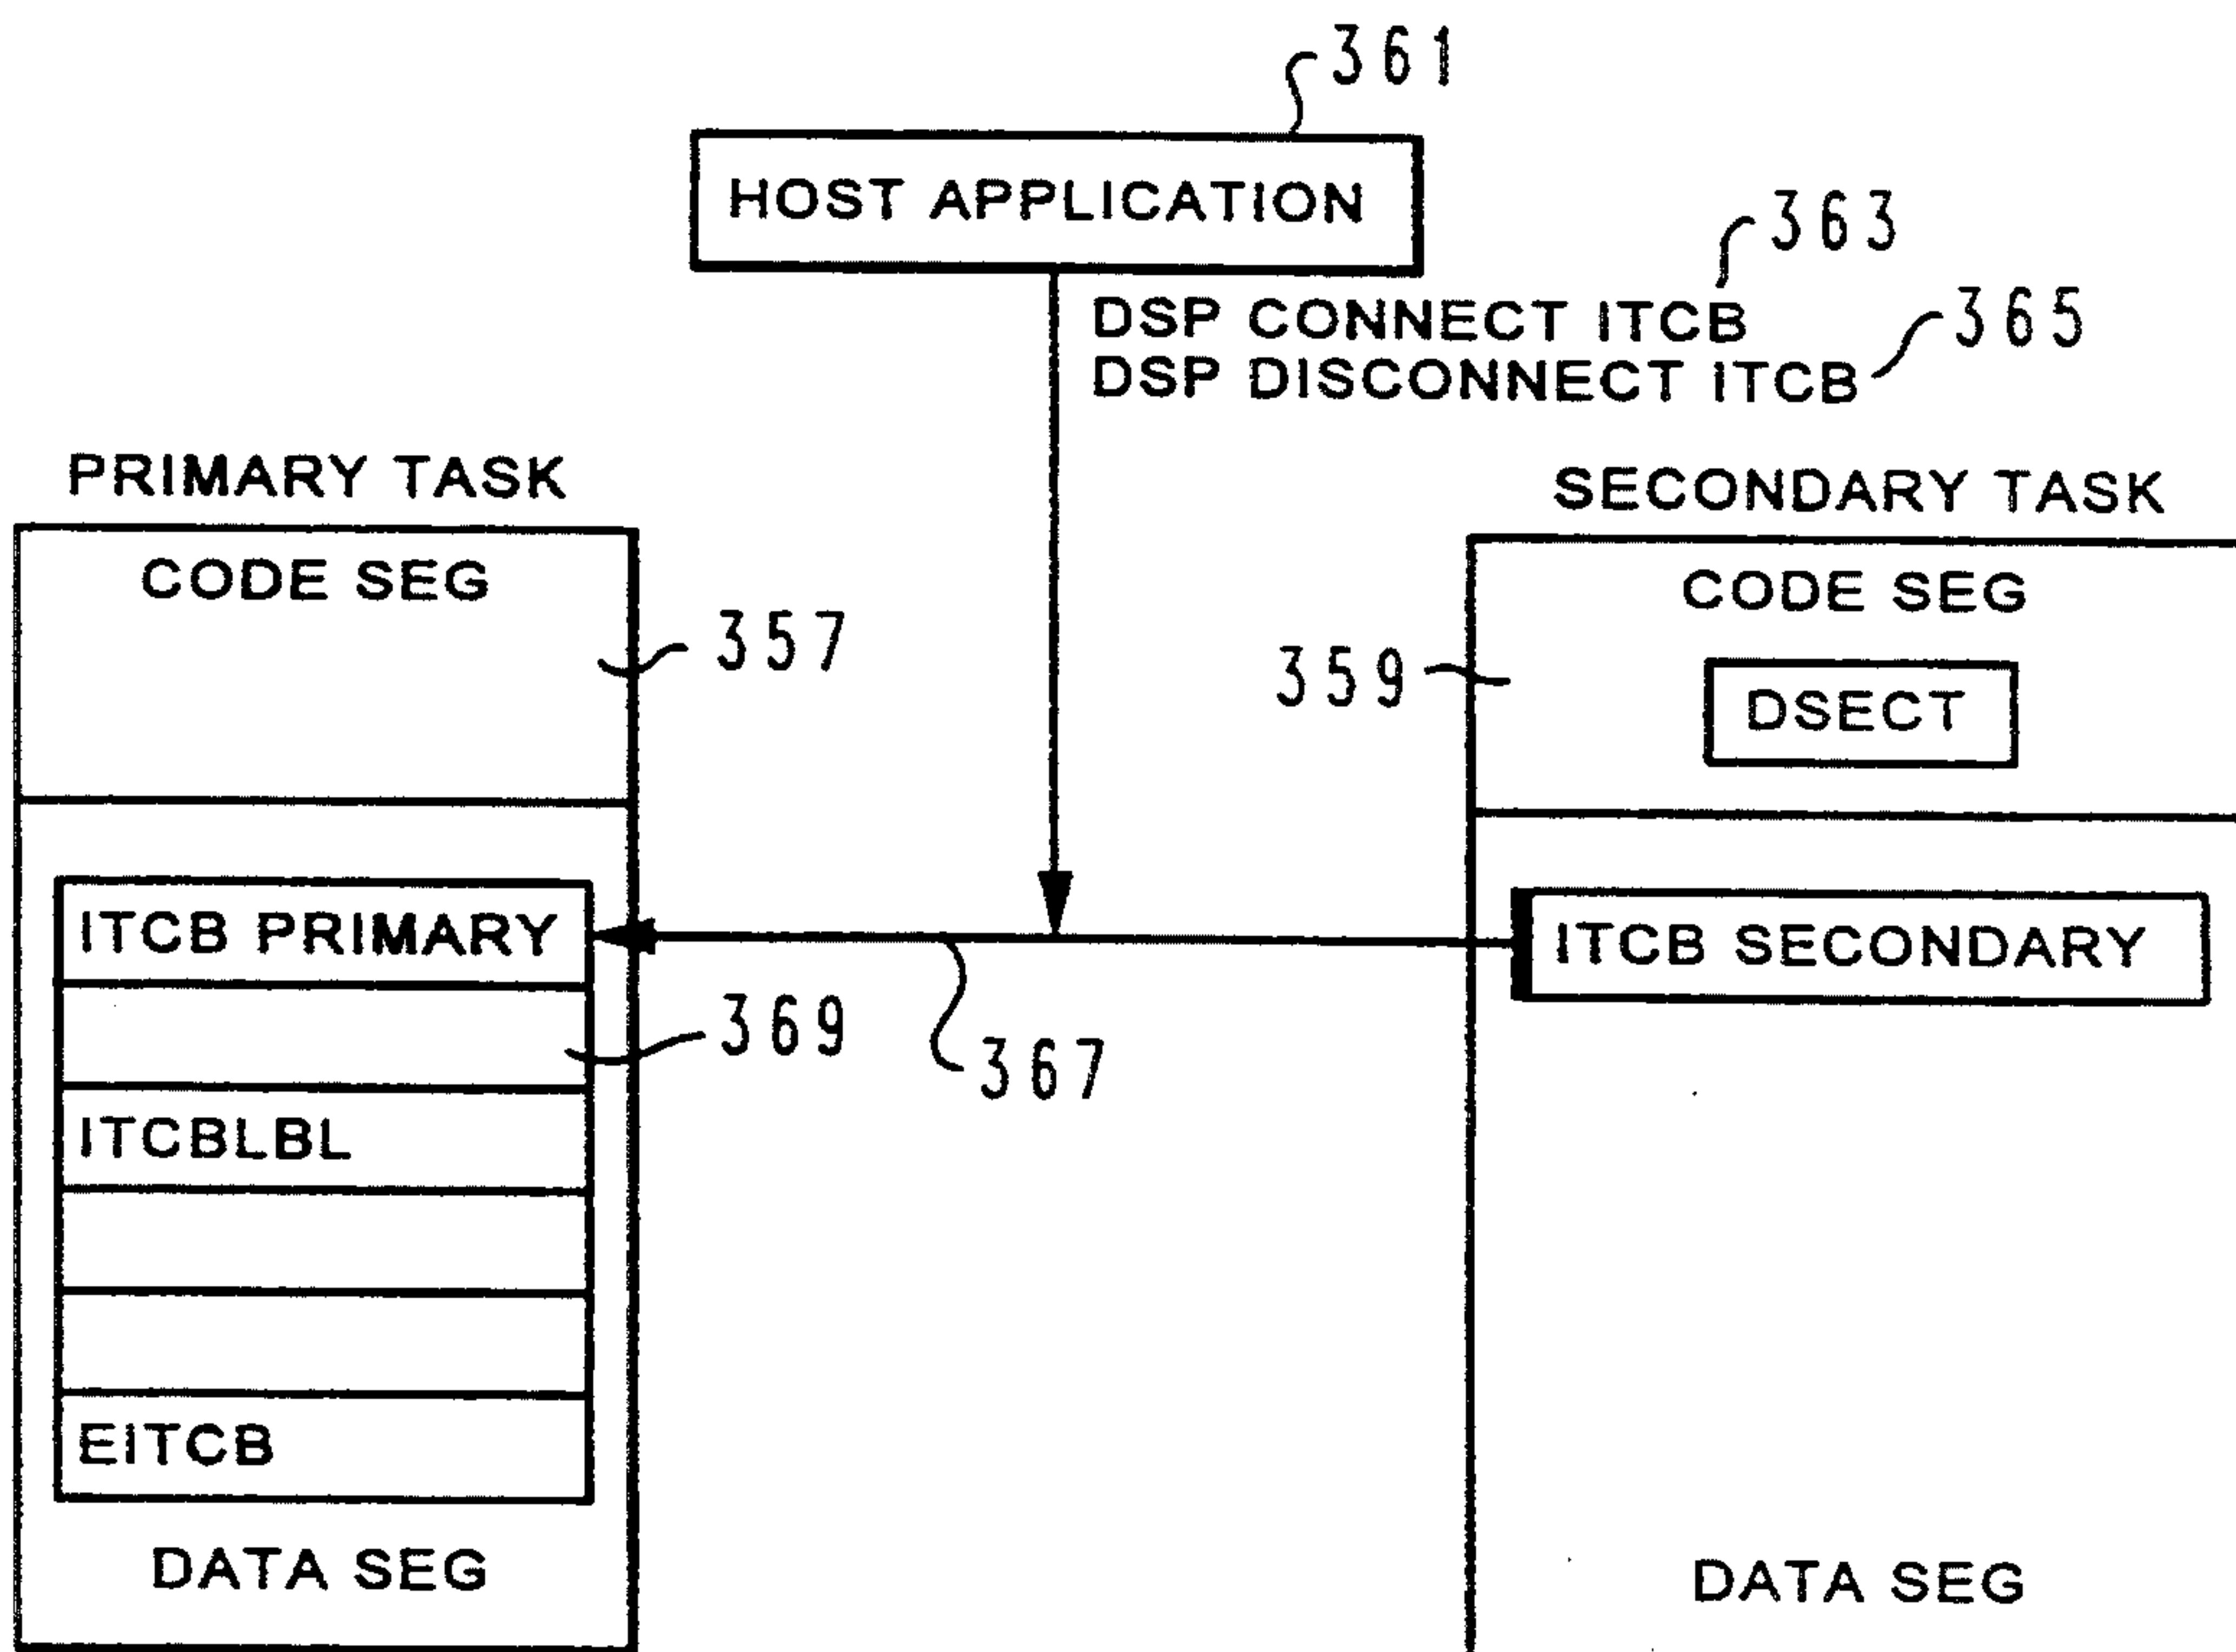 361
HOST APPLICATION
363
DSP CONNECT ITCB
365
DSP DISCONNECT ITCB
PRIMARY TASK
SECONDARY TASK
CODE SEG
CODE SEG
357
359
DSECT
ITCB PRIMARY
ITCB SECONDARY
369
367
ITCBLBL
EITCB
DATA SEG
DATA SEG